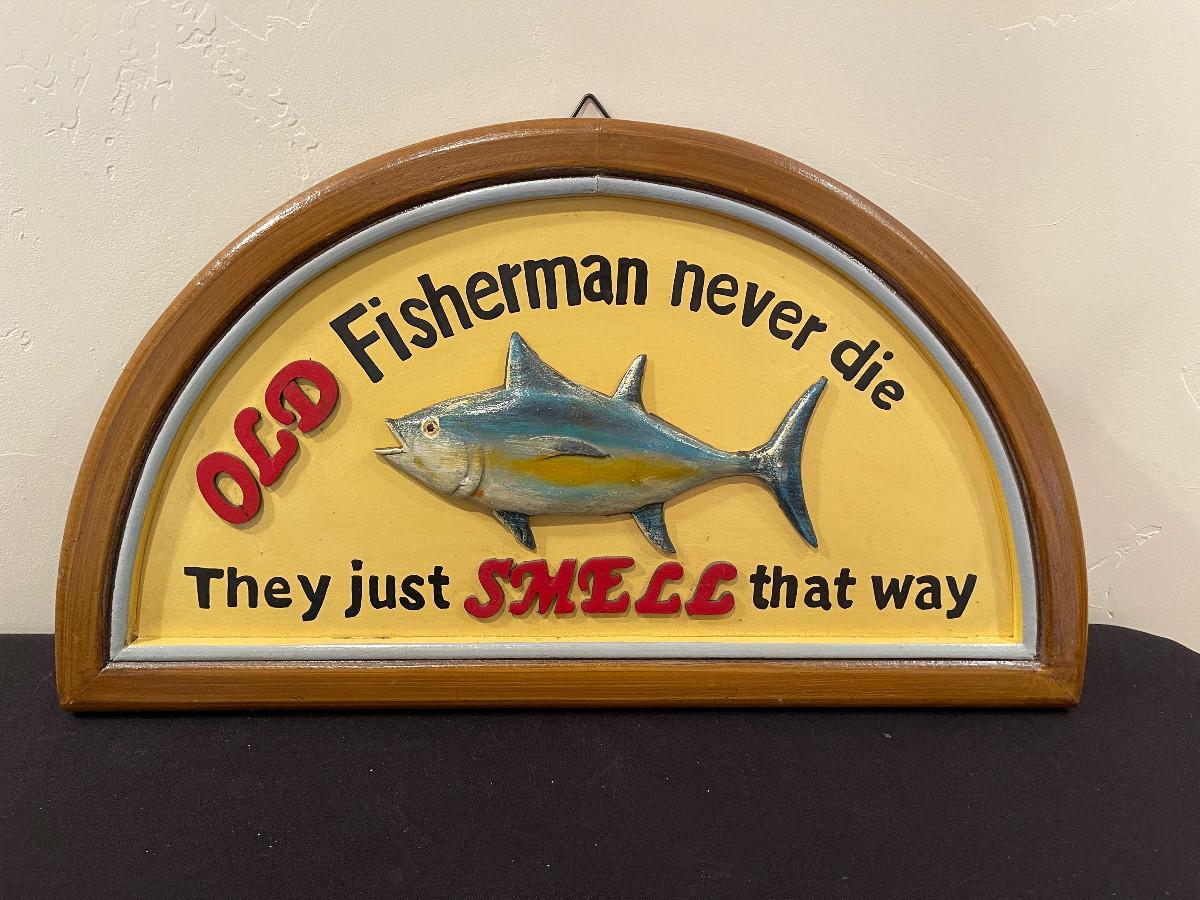 OLD Fisherman never die
They just SMELL that way